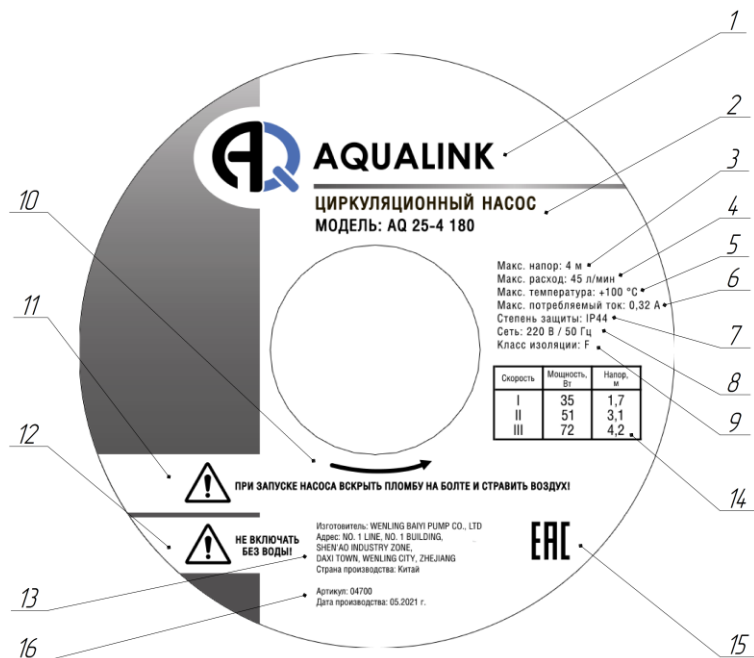 1
2
3
4
5
6
7
8
9
10
11
12
13
14
15
16
AQ AQUALINK
ЦИРКУЛЯЦИОННЫЙ НАСОС
МОДЕЛЬ: AQ 25-4 180
Макс. напор: 4 м
Макс. расход: 45 л/мин
Макс. температура: +100 °C
Макс. потребляемый ток: 0,32 А
Степень защиты: IP44
Сеть: 220 В / 50 Гц
Класс изоляции: F
Скорость Мощность, Вт Напор, м
I 35 1,7
II 51 3,1
III 72 4,2
ПРИ ЗАПУСКЕ НАСОСА ВСКРЫТЬ ПЛОМБУ НА БОЛТЕ И СТРАВИТЬ ВОЗДУХ!
НЕ ВКЛЮЧАТЬ
БЕЗ ВОДЫ!
Изготовитель: WENLING BAIYI PUMP CO., LTD
Адрес: NO. 1 LINE, NO. 1 BUILDING,
SHEN'AO INDUSTRY ZONE,
DAXI TOWN, WENLING CITY, ZHEJIANG
Страна производства: Китай
Артикул: 04700
Дата производства: 05.2021 г.
EAC